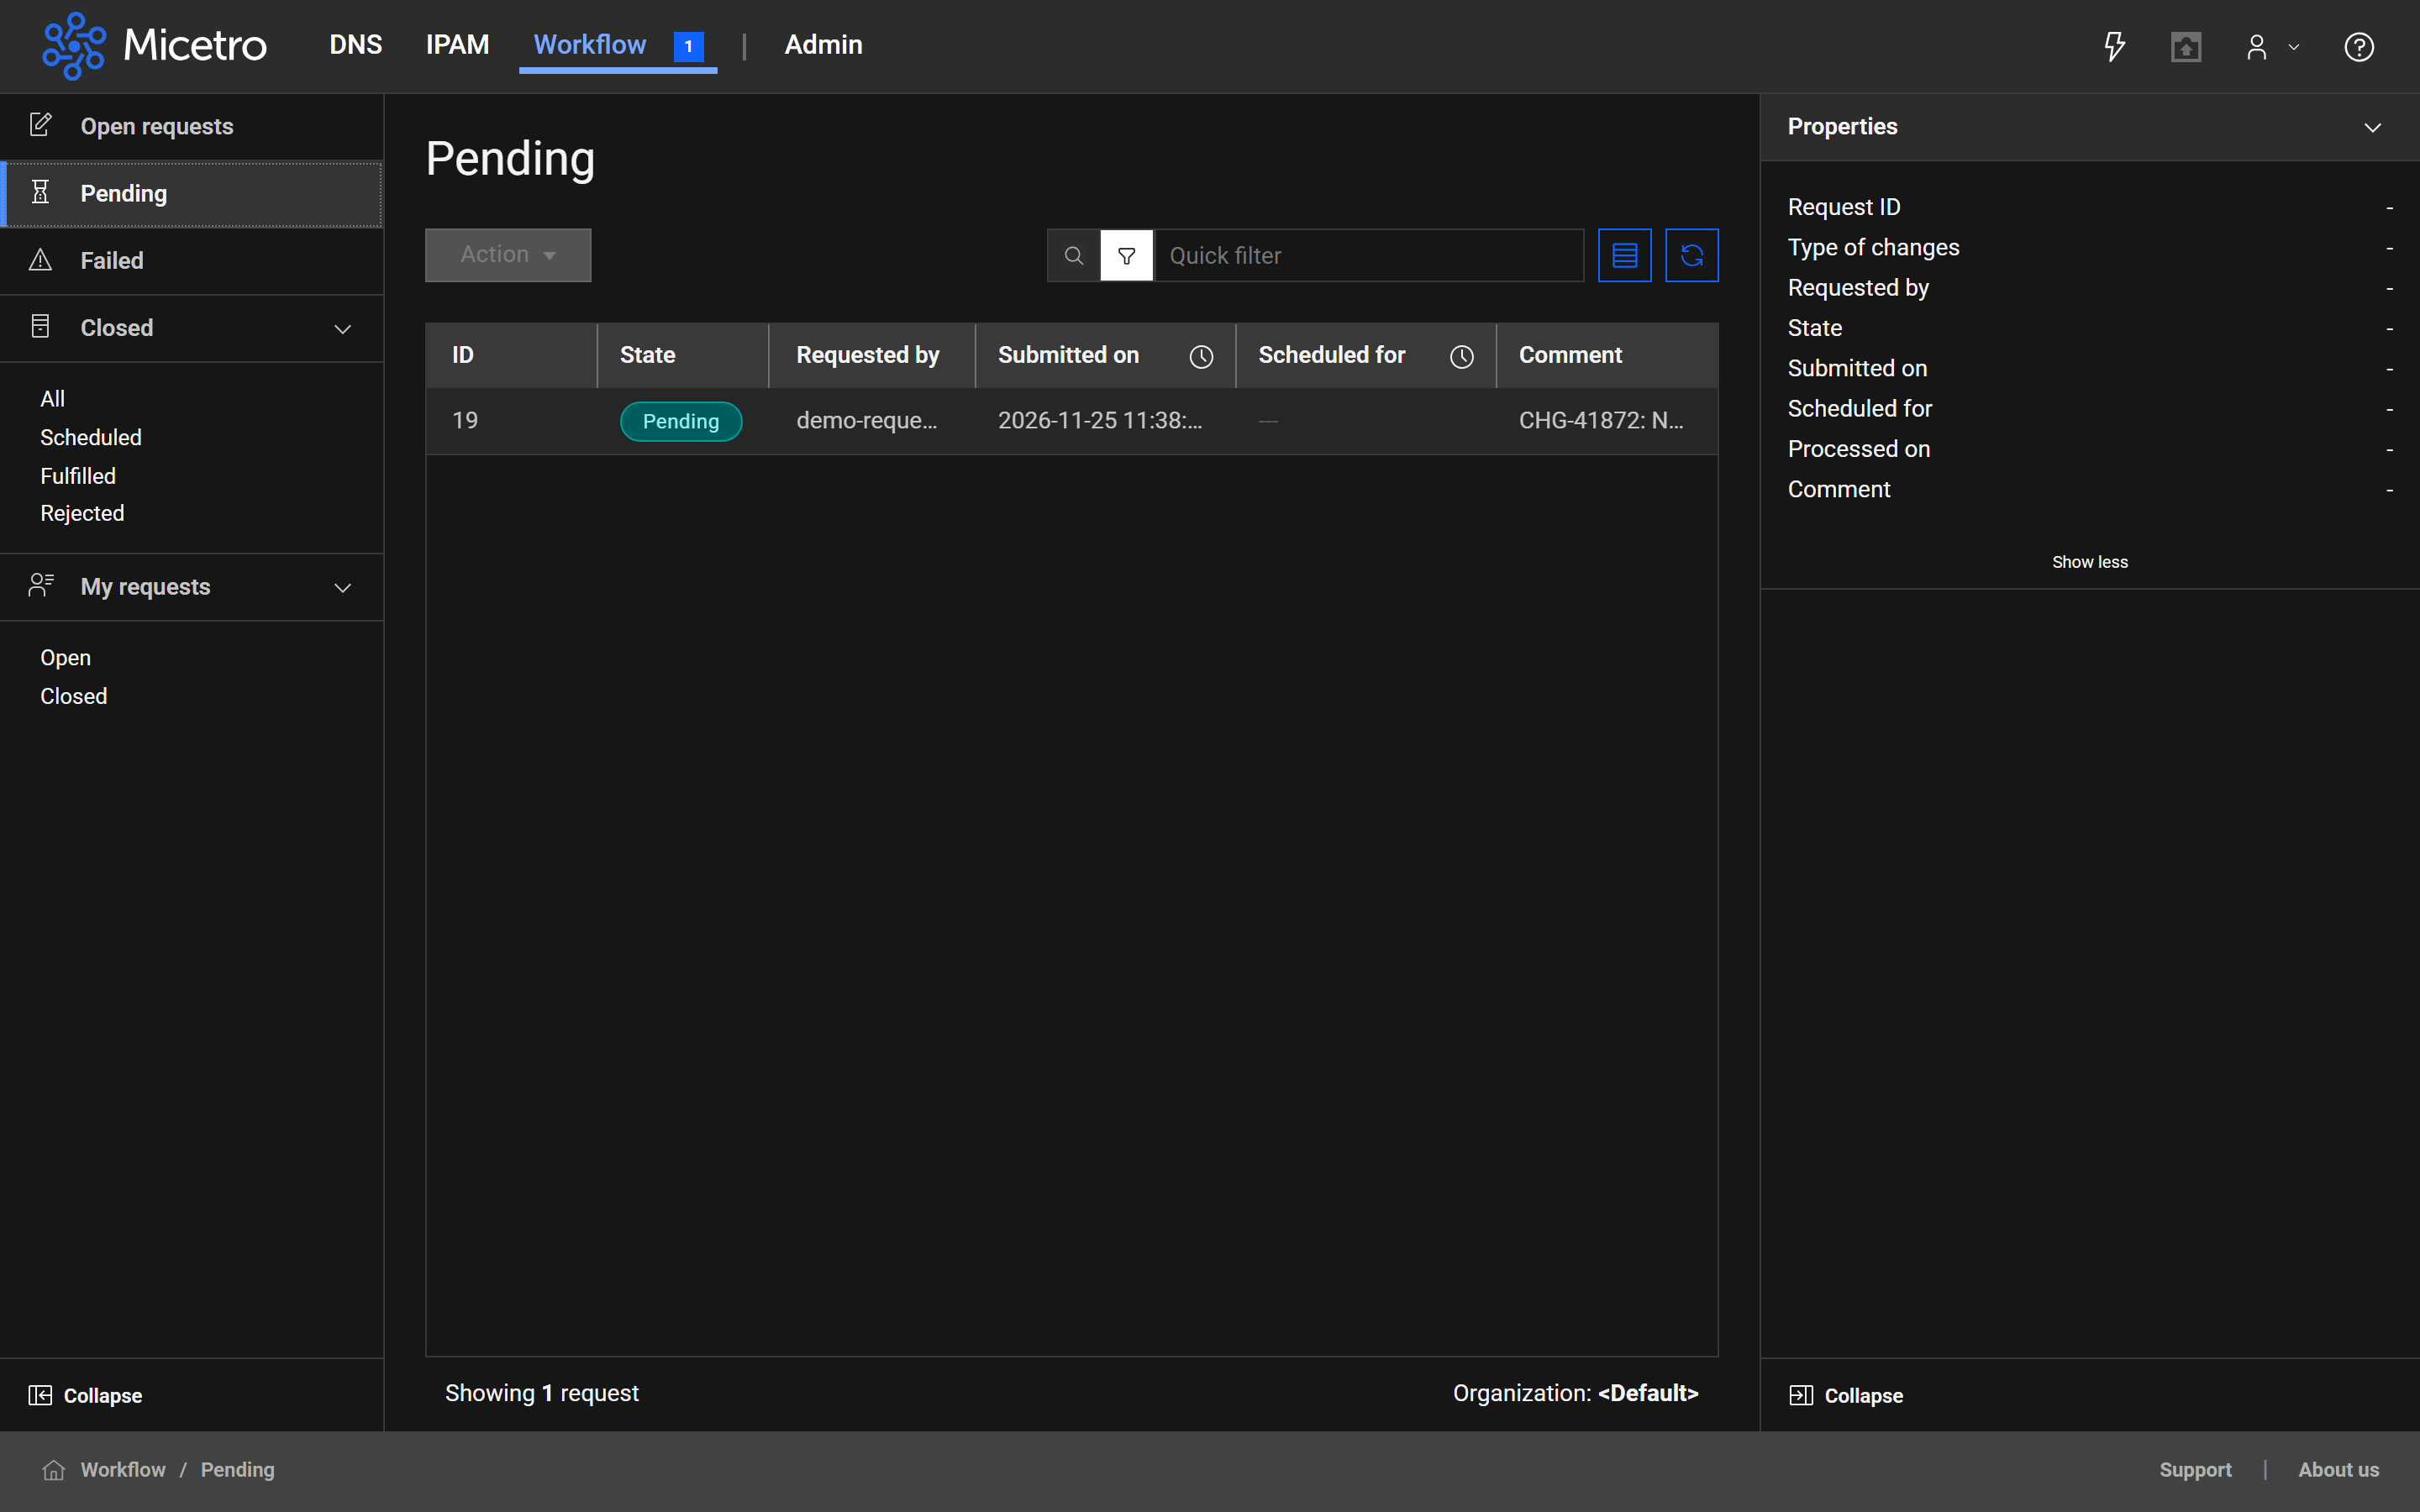 Micetro
DNS
IPAM
Workflow 1
|
Admin
Open requests
Pending
Failed
Closed
All
Scheduled
Fulfilled
Rejected
My requests
Open
Closed
Collapse
Pending
Action
Quick filter
ID State Requested by Submitted on Scheduled for Comment
19 Pending demo-reque... 2026-11-25 11:38:... --- CHG-41872: N...
Showing 1 request
Organization: <Default>
Properties
Request ID -
Type of changes -
Requested by -
State -
Submitted on -
Scheduled for -
Processed on -
Comment -
Show less
Collapse
Workflow / Pending
Support | About us